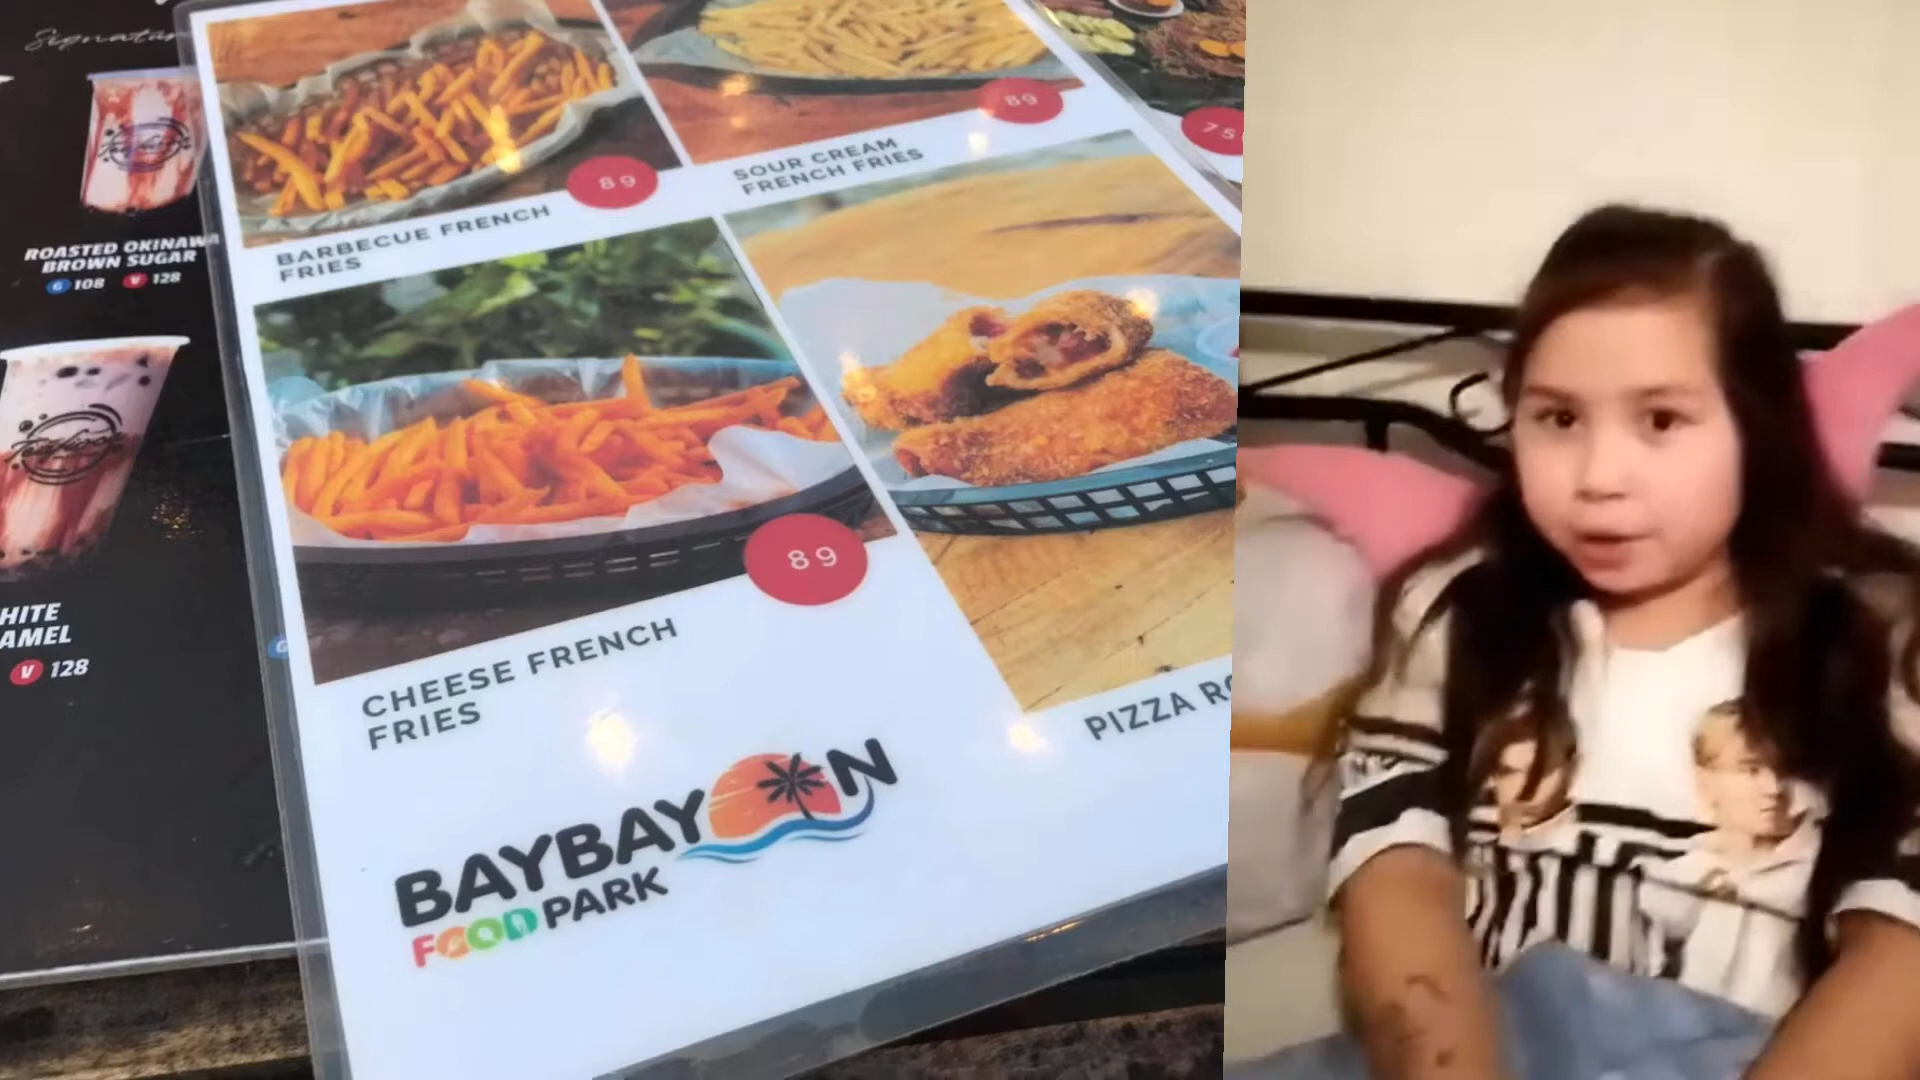 Signature
ROASTED OKINAWA
BROWN SUGAR
G 108 V 128
HITE
AMEL
V 128
G
89
BARBECUE FRENCH
FRIES
89
SOUR CREAM
FRENCH FRIES
75
89
CHEESE FRENCH
FRIES
PIZZA RO
BAYBAYON
FOOD PARK